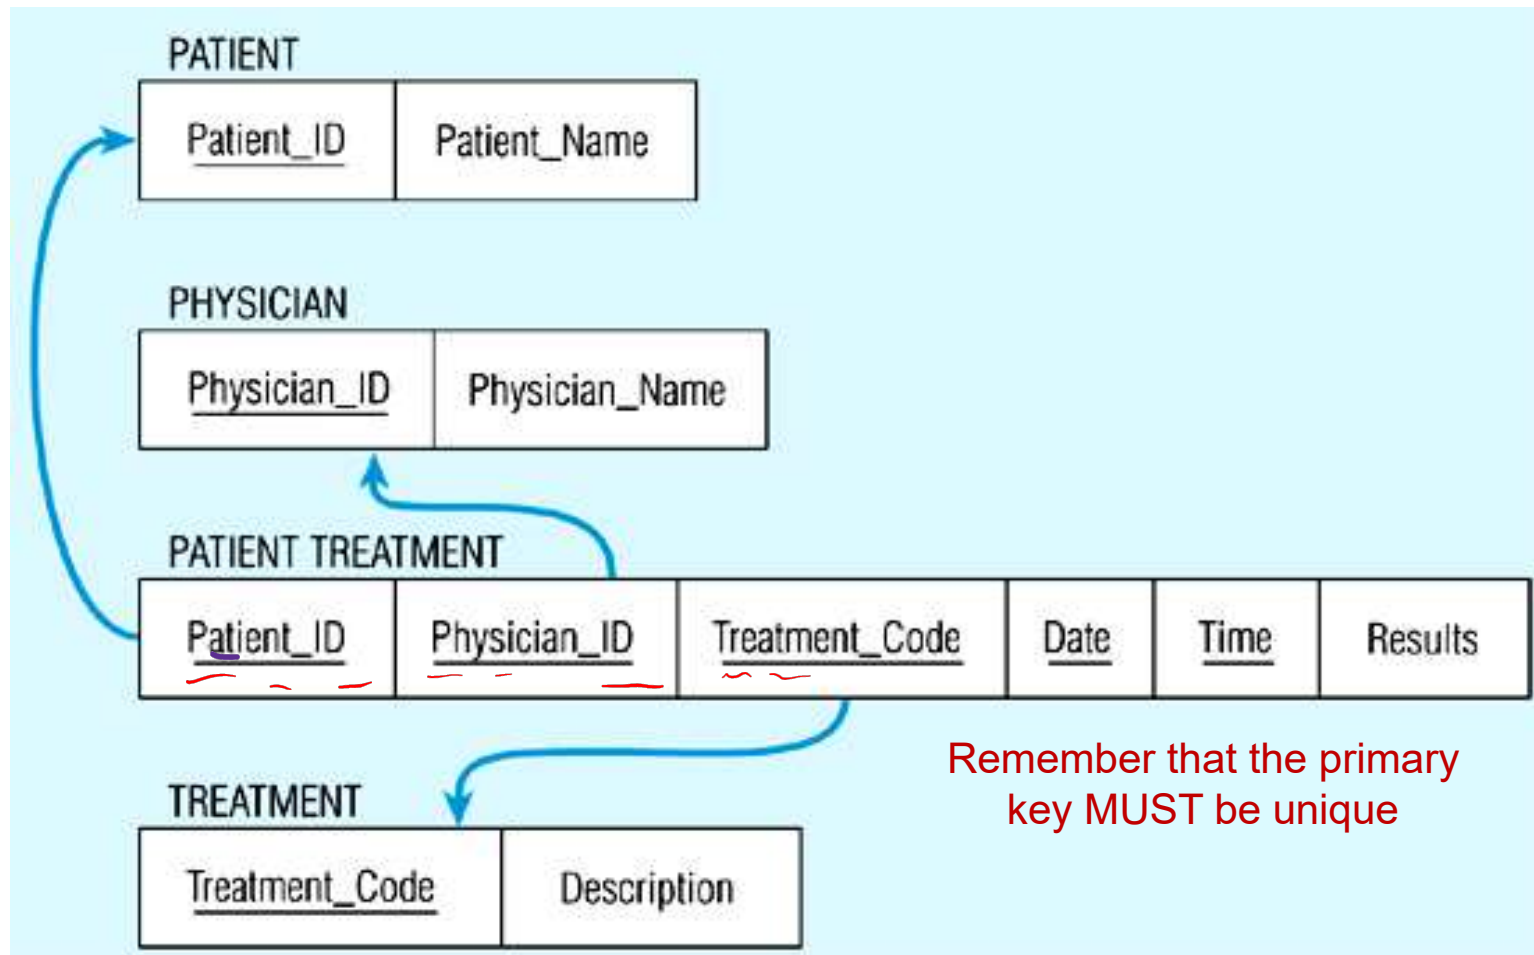 PATIENT
Patient_ID Patient_Name
PHYSICIAN
Physician_ID Physician_Name
PATIENT TREATMENT
Patient_ID Physician_ID Treatment_Code Date Time Results
Remember that the primary
key MUST be unique
TREATMENT
Treatment_Code Description